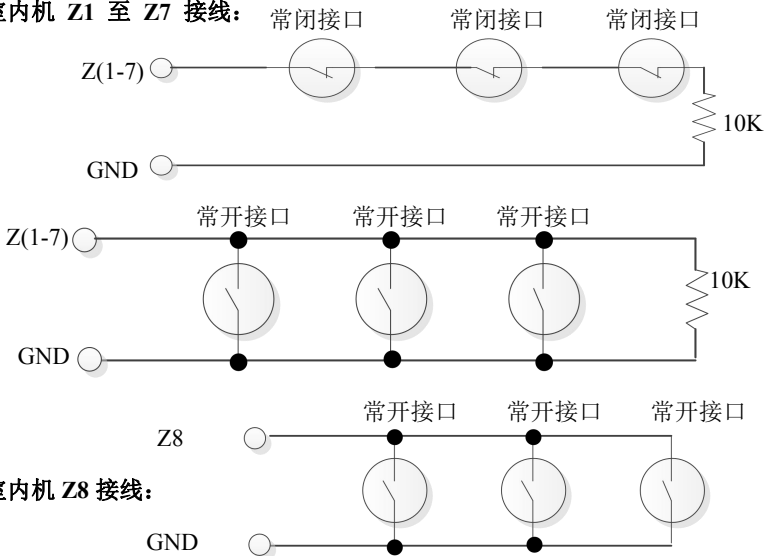 室内机 Z1 至 Z7 接线：
常闭接口 常闭接口 常闭接口
Z(1-7)
10K
GND
常开接口 常开接口 常开接口
Z(1-7)
10K
GND
常开接口 常开接口 常开接口
Z8
室内机 Z8 接线：
GND